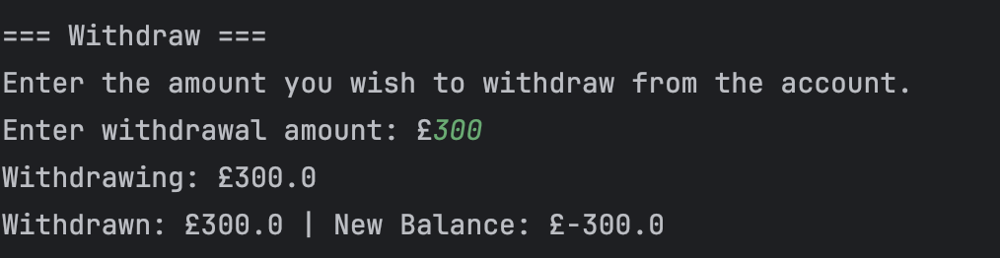 === Withdraw ===
Enter the amount you wish to withdraw from the account.
Enter withdrawal amount: £300
Withdrawing: £300.0
Withdrawn: £300.0 | New Balance: £-300.0